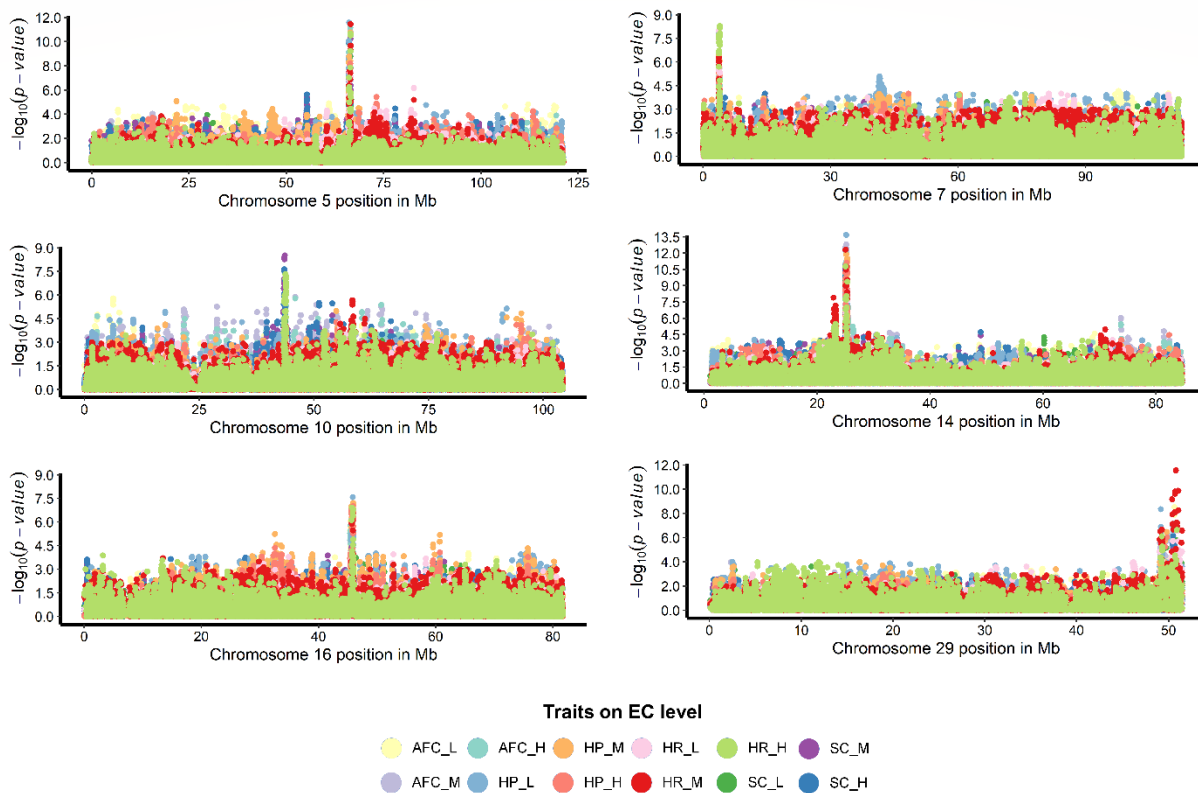 12.0
10.0
8.0
6.0
4.0
2.0
0.0
−log10(p − value)
0 25 50 75 100 125
Chromosome 5 position in Mb
9.0
7.5
6.0
4.5
3.0
1.5
0.0
−log10(p − value)
0 30 60 90
Chromosome 7 position in Mb
9.0
7.5
6.0
4.5
3.0
1.5
0.0
−log10(p − value)
0 25 50 75 100
Chromosome 10 position in Mb
13.5
12.0
10.5
9.0
7.5
6.0
4.5
3.0
1.5
0.0
−log10(p − value)
0 20 40 60 80
Chromosome 14 position in Mb
9.0
7.5
6.0
4.5
3.0
1.5
0.0
−log10(p − value)
0 20 40 60 80
Chromosome 16 position in Mb
12.0
10.0
8.0
6.0
4.0
2.0
0.0
−log10(p − value)
0 10 20 30 40 50
Chromosome 29 position in Mb
Traits on EC level
AFC_L AFC_H HP_M HR_L HR_H SC_M
AFC_M HP_L HP_H HR_M SC_L SC_H